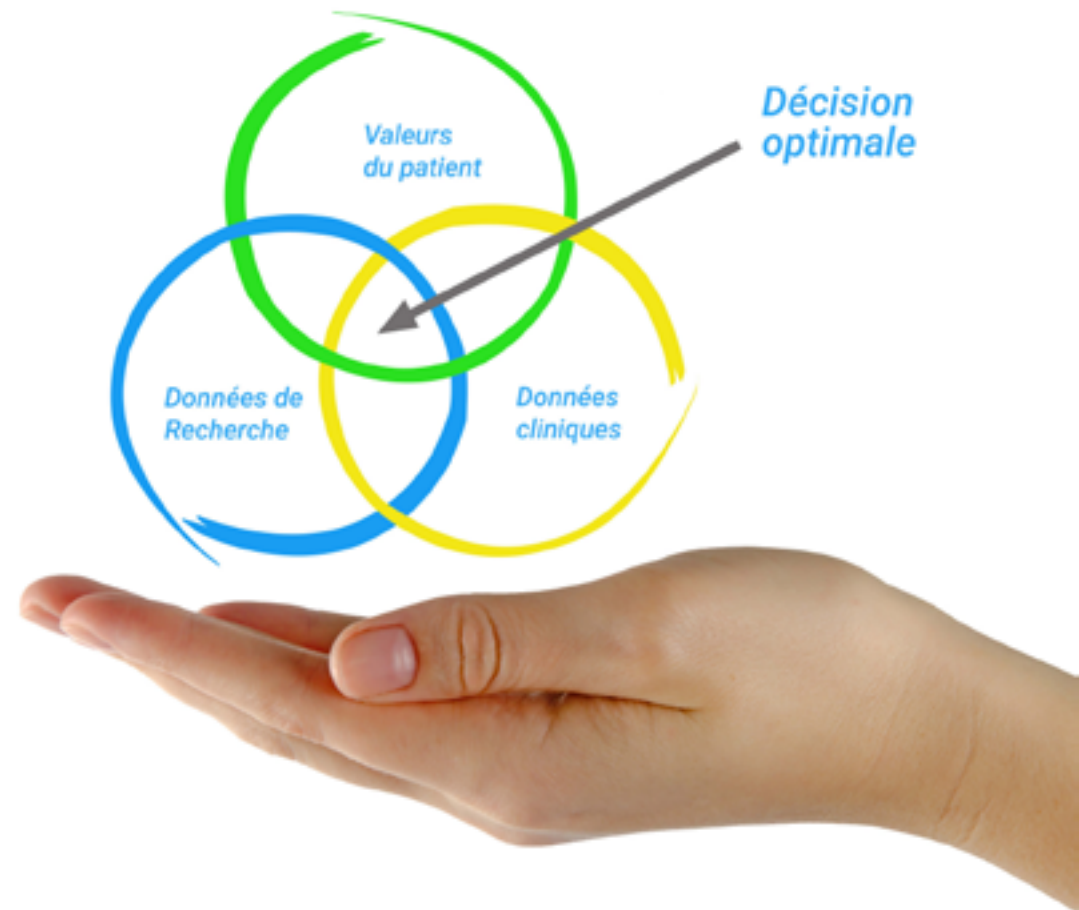 Valeurs
du patient
Décision
optimale
Données de
Recherche
Données
cliniques